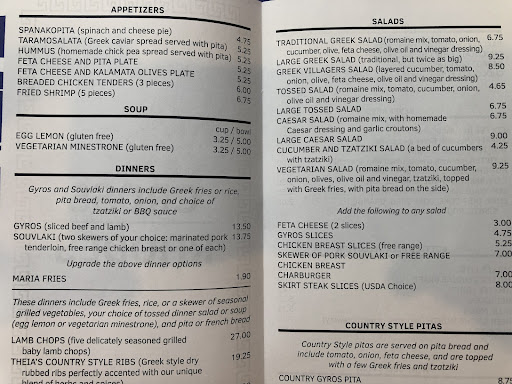 APPETIZERS
SPANAKOPITA (spinach and cheese pie) 4.75
TARAMOSALATA (Greek caviar spread served with pita) 5.25
HUMMUS (homemade chick pea spread served with pita) 5.25
FETA CHEESE AND PITA PLATE 5.25
FETA CHEESE AND KALAMATA OLIVES PLATE 5.25
BREADED CHICKEN TENDERS (3 pieces) 6.00
FRIED SHRIMP (5 pieces) 6.75
SOUP
cup / bowl
EGG LEMON (gluten free) 3.25 / 5.00
VEGETARIAN MINESTRONE (gluten free) 3.25 / 5.00
DINNERS
Gyros and Souvlaki dinners include Greek fries or rice,
pita bread, tomato, onion, and choice of
tzatziki or BBQ sauce
GYROS (sliced beef and lamb) 13.50
SOUVLAKI (two skewers of your choice: marinated pork 13.75
tenderloin, free range chicken breast or one of each)
Upgrade the above dinner options
MARIA FRIES 1.90
These dinners include Greek fries, rice, or a skewer of seasonal
grilled vegetables, your choice of tossed dinner salad or soup
(egg lemon or vegetarian minestrone), and pita or french bread
LAMB CHOPS (five delicately seasoned grilled 27.00
baby lamb chops)
THEIA'S COUNTRY STYLE RIBS (Greek style dry 19.25
rubbed ribs perfectly accented with our unique
blend of herbs and spices)
SALADS
TRADITIONAL GREEK SALAD (romaine mix, tomato, onion, 6.75
cucumber, olive, feta cheese, olive oil and vinegar dressing)
LARGE GREEK SALAD (traditional, but twice as big) 9.25
GREEK VILLAGERS SALAD (layered cucumber, tomato, 8.50
onion, olive, feta cheese, olive oil and vinegar dressing)
TOSSED SALAD (romaine mix, tomato, cucumber, onion, 4.65
olive oil and vinegar dressing)
LARGE TOSSED SALAD 6.75
CAESAR SALAD (romaine mix, with homemade 6.75
Caesar dressing and garlic croutons)
LARGE CAESAR SALAD 9.00
CUCUMBER AND TZATZIKI SALAD (a bed of cucumbers 4.25
with tzatziki)
VEGETARIAN SALAD (romaine mix, tomato, cucumber, 9.25
onion, olives, olive oil and vinegar, tzatziki, topped
with Greek fries, with pita bread on the side)
Add the following to any salad
FETA CHEESE (2 slices) 3.00
GYROS SLICES 4.75
CHICKEN BREAST SLICES (free range) 5.25
SKEWER OF PORK SOUVLAKI or FREE RANGE 7.00
CHICKEN BREAST
CHARBURGER 7.00
SKIRT STEAK SLICES (USDA Choice) 8.00
COUNTRY STYLE PITAS
Country Style pitas are served on pita bread and
include tomato, onion, feta cheese, and are topped
with a few Greek fries and tzatziki
COUNTRY GYROS PITA